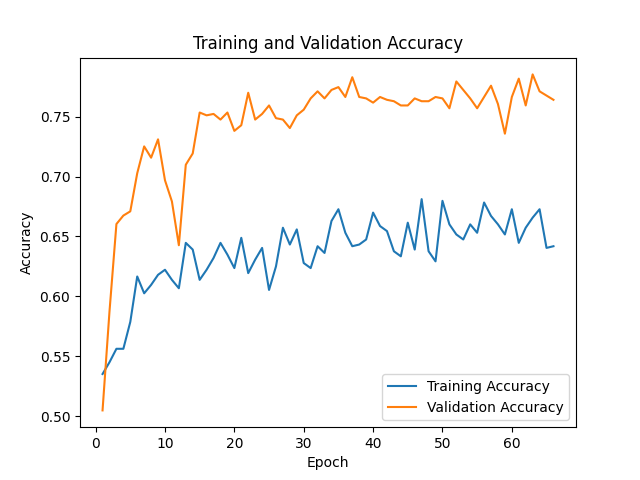 Training and Validation Accuracy
Accuracy
0.75
0.70
0.65
0.60
0.55
0.50
Training Accuracy
Validation Accuracy
0 10 20 30 40 50 60
Epoch